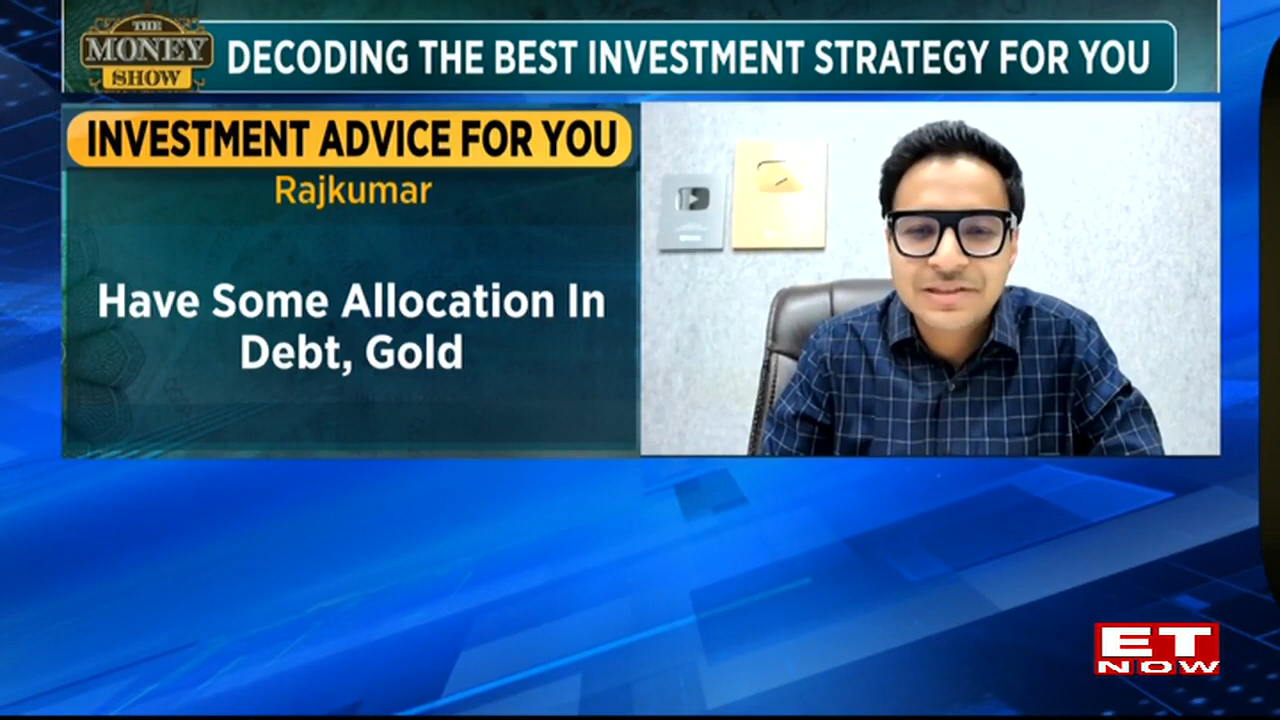 THE
MONEY
SHOW
DECODING THE BEST INVESTMENT STRATEGY FOR YOU
INVESTMENT ADVICE FOR YOU
Rajkumar
Have Some Allocation In
Debt, Gold
ET
NOW